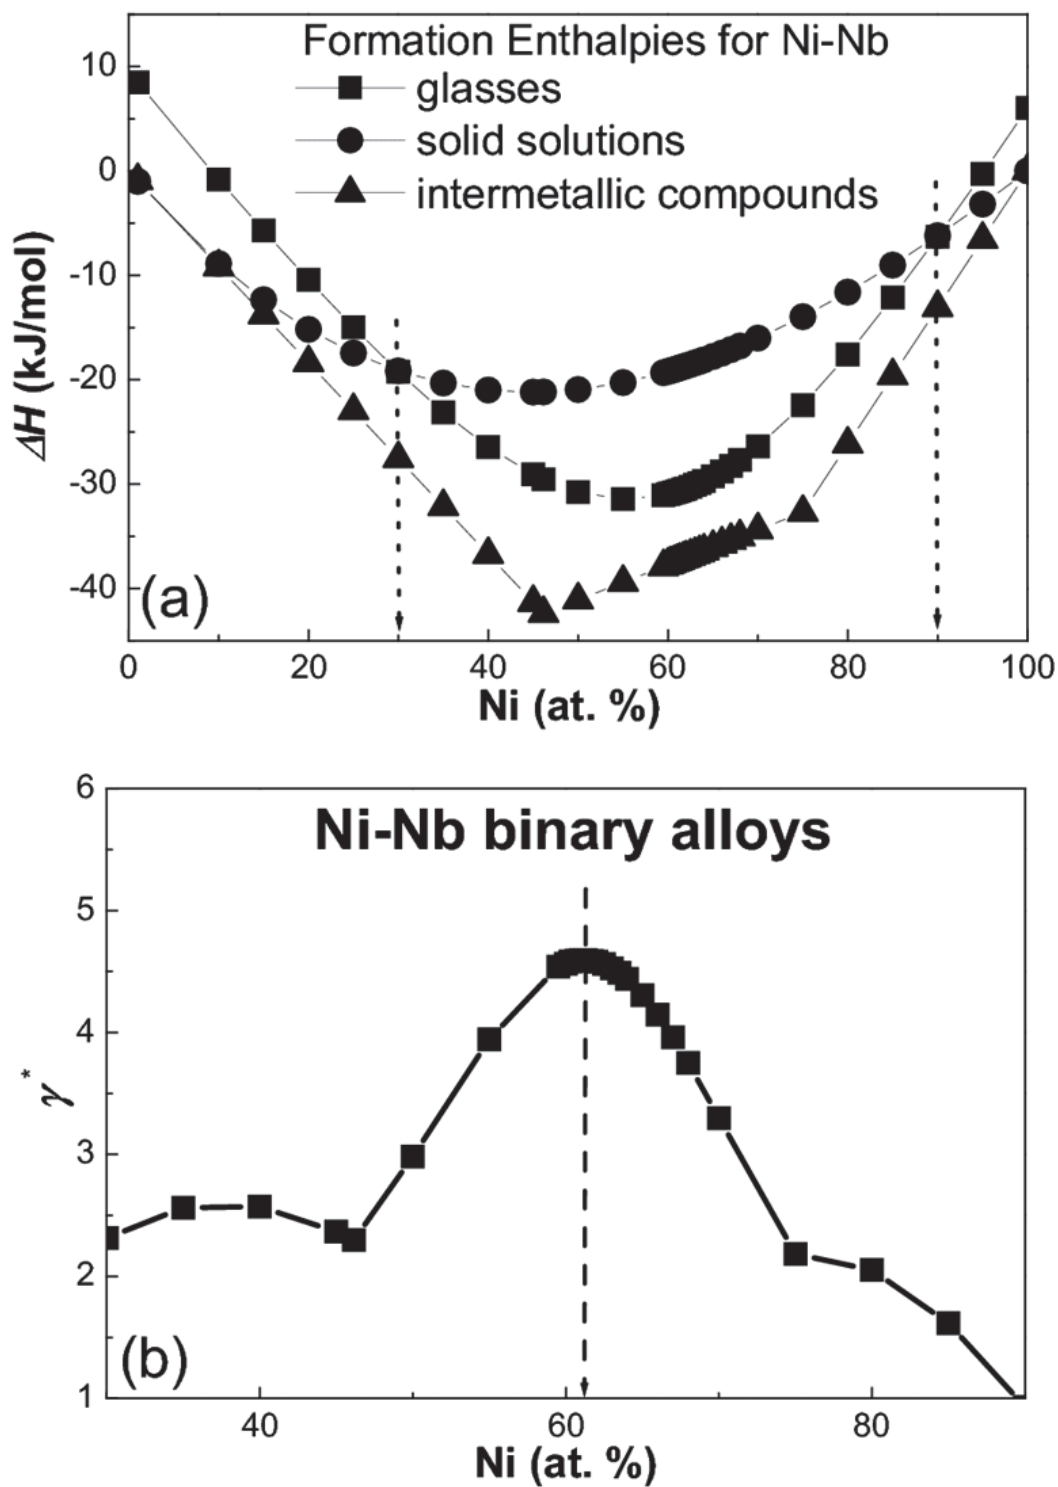 Formation Enthalpies for Ni-Nb
glasses
solid solutions
intermetallic compounds
10
0
-10
-20
-30
-40
ΔH (kJ/mol)
(a)
0 20 40 60 80 100
Ni (at. %)
Ni-Nb binary alloys
6
5
4
3
2
1
γ*
(b)
40 60 80
Ni (at. %)